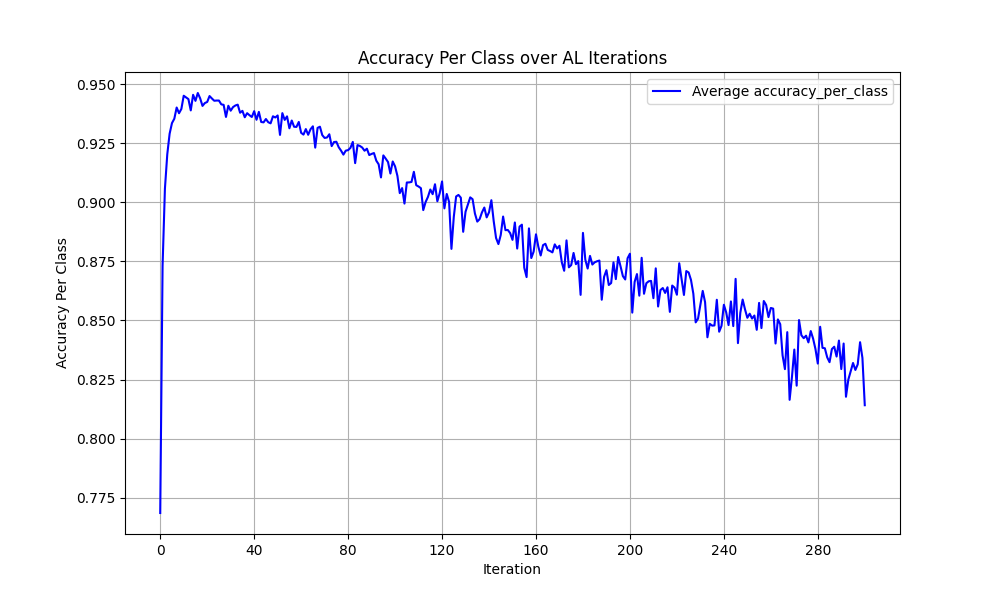 Accuracy Per Class over AL Iterations
Average accuracy_per_class
Accuracy Per Class
0.950
0.925
0.900
0.875
0.850
0.825
0.800
0.775
0 40 80 120 160 200 240 280
Iteration